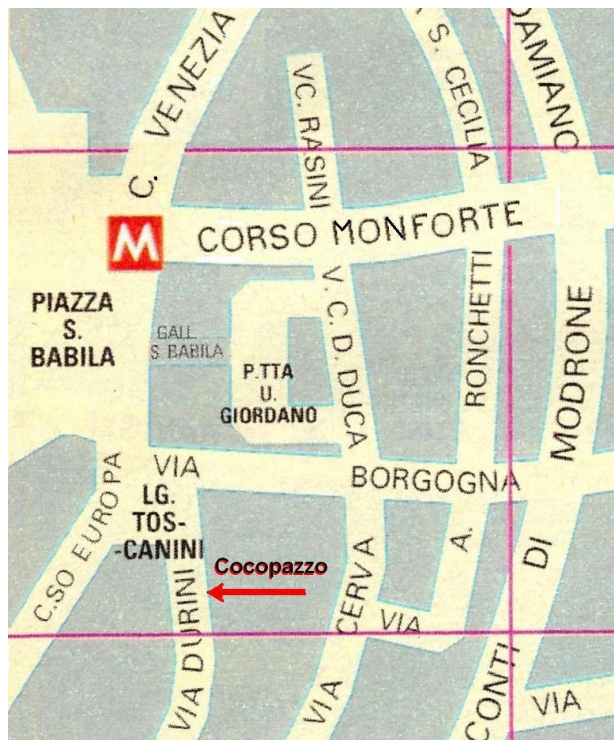 C. VENEZIA
VC. RASINI
S. CECILIA
DAMIANO
M
CORSO MONFORTE
PIAZZA
S.
BABILA
GALL.
S BABILA
P.TTA
U.
GIORDANO
V. C. D. DUCA
RONCHETTI
MODRONE
VIA
BORGOGNA
LG.
TOS-
-CANINI
C.SO EUROPA
Cocopazzo
VIA DURINI
VIA CERVA
VIA
A.
DI
CONTI
VIA